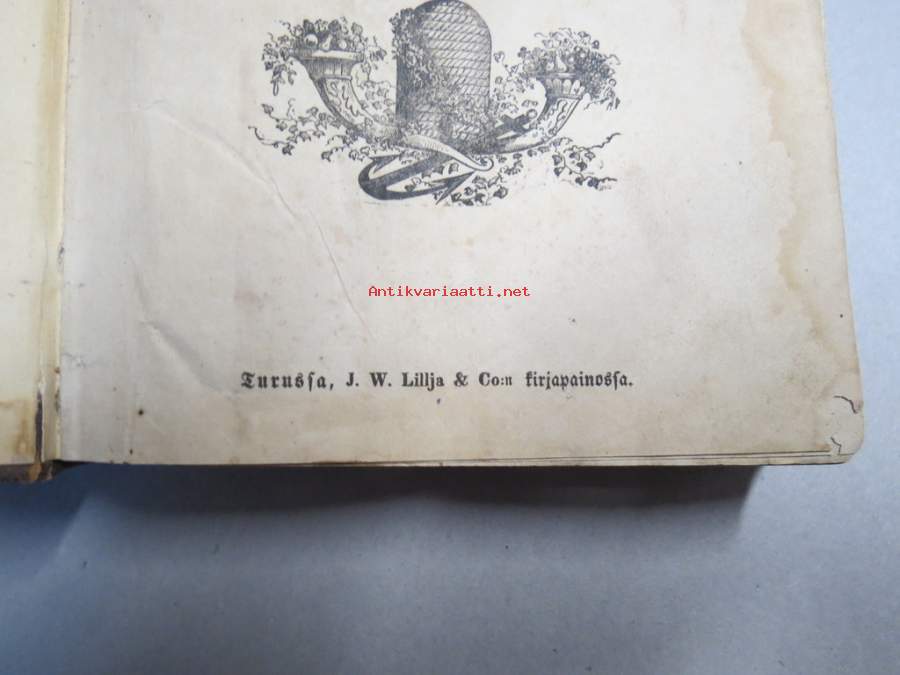 Antikvariaatti.net
Turussa, J. W. Lillja & Co:n kirjapainossa.